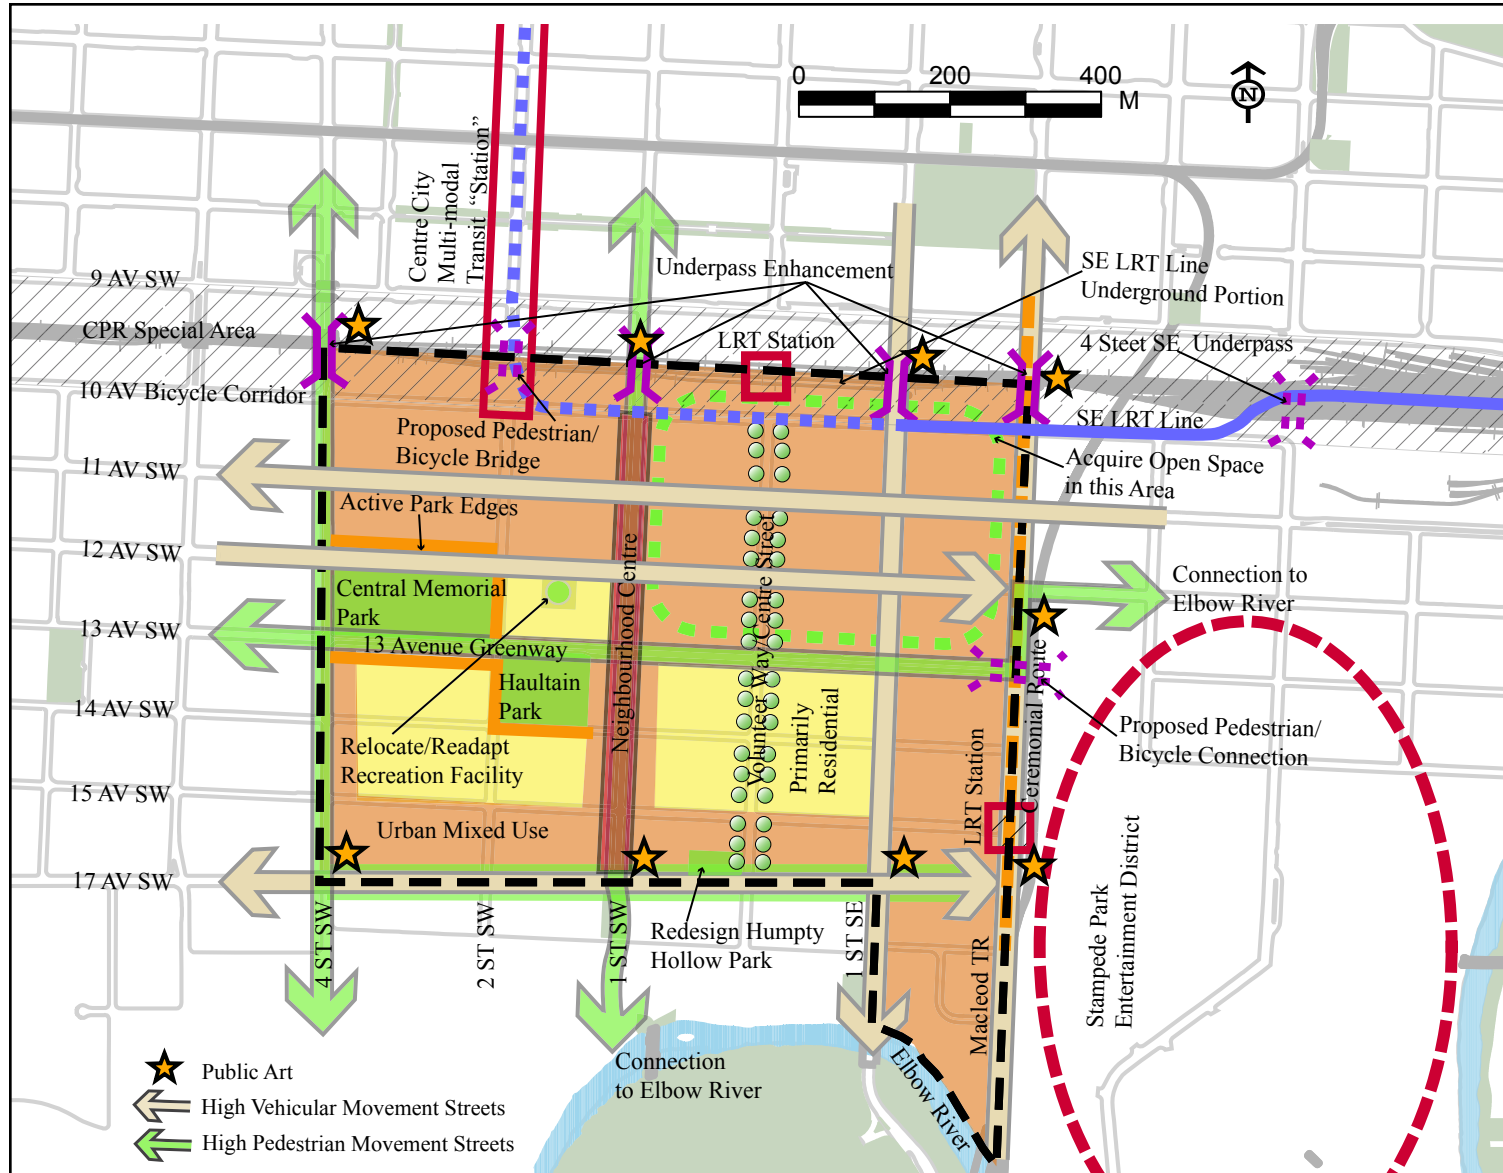 0 200 400
M
N
Centre City
Multi-modal
Transit "Station"
9 AV SW
Underpass Enhancement
SE LRT Line
Underground Portion
CPR Special Area
LRT Station
4 Steet SE, Underpass
10 AV Bicycle Corridor
SE LRT Line
Proposed Pedestrian/
Bicycle Bridge
11 AV SW
Acquire Open Space
in this Area
Active Park Edges
12 AV SW
Neighbourhood Centre
Volunteer Way/Centre Street
Central Memorial
Park
Connection to
Elbow River
13 AV SW
13 Avenue Greenway
Haultain
Park
14 AV SW
Primarily
Residential
Ceremonial Route
Proposed Pedestrian/
Bicycle Connection
Relocate/Readapt
Recreation Facility
15 AV SW
LRT Station
Urban Mixed Use
17 AV SW
Stampede Park
Entertainment District
4 ST SW
2 ST SW
1 ST SW
Redesign Humpty
Hollow Park
1 ST SE
Macleod TR
Connection
to Elbow River
Elbow River
Public Art
High Vehicular Movement Streets
High Pedestrian Movement Streets